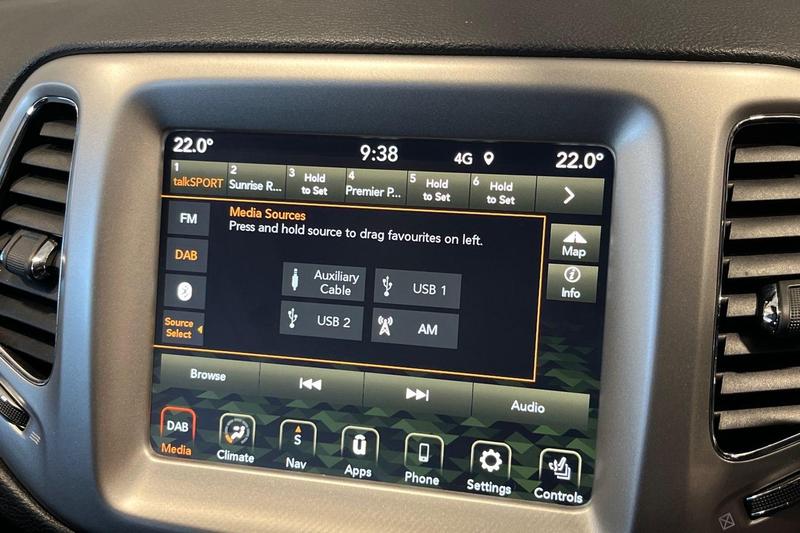 22.0°
9:38
4G
22.0°
1
talkSPORT
2
Sunrise R...
3
Hold
to Set
4
Premier P...
5
Hold
to Set
6
Hold
to Set
FM
DAB
Source
Select
Media Sources
Press and hold source to drag favourites on left.
Auxiliary
Cable
USB 1
USB 2
AM
Map
Info
Browse
Audio
DAB
Media
Climate
S
Nav
Apps
Phone
Settings
Controls